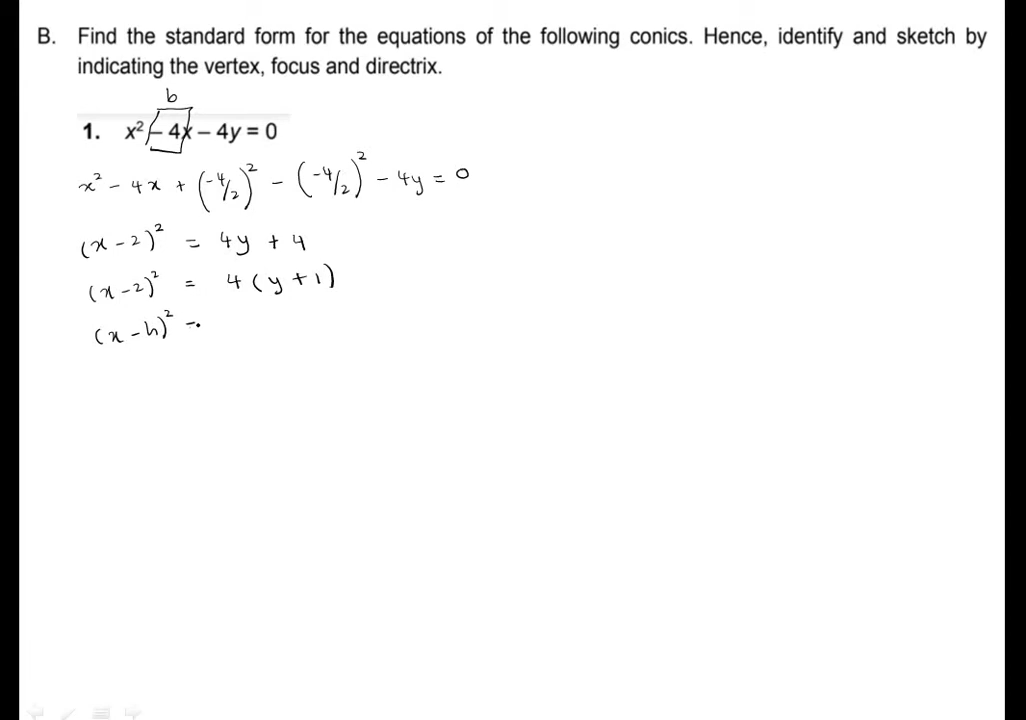 B. Find the standard form for the equations of the following conics. Hence, identify and sketch by
indicating the vertex, focus and directrix.
b
1. x² – 4x – 4y = 0
x² - 4x + (-4/2)² - (-4/2)² - 4y = 0
(x - 2)² = 4y + 4
(x - 2)² = 4(y + 1)
(x - h)² =